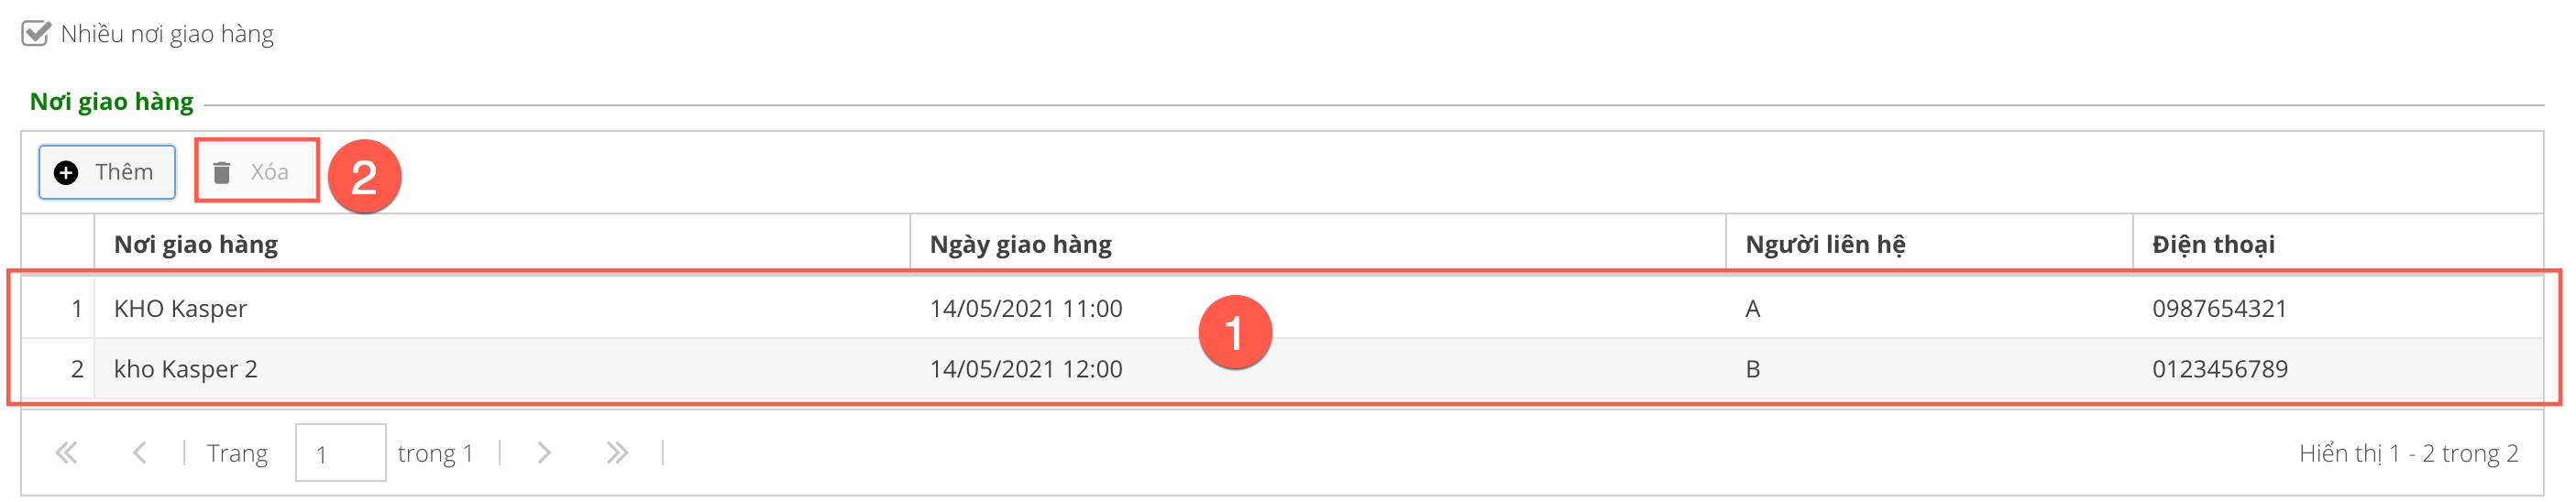 Nhiều nơi giao hàng
Nơi giao hàng
Thêm Xóa 2
Nơi giao hàng Ngày giao hàng Người liên hệ Điện thoại
1 KHO Kasper 14/05/2021 11:00 A 0987654321
1
2 kho Kasper 2 14/05/2021 12:00 B 0123456789
Trang 1 trong 1 Hiển thị 1 - 2 trong 2